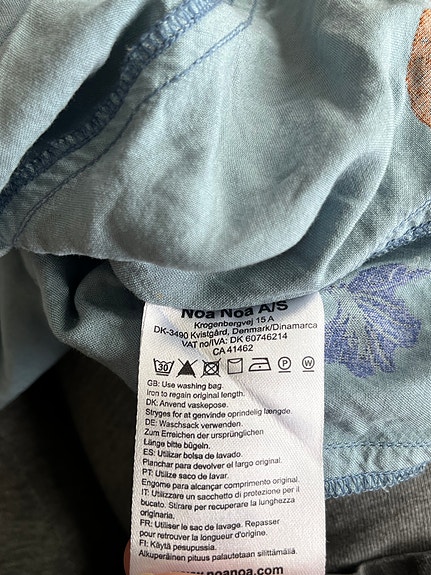 Noa Noa A/S
Krogenbergvej 15 A
DK-3490 Kvistgård, Denmark/Dinamarca
VAT no/IVA: DK 60746214
CA 41462
30 P W
GB: Use washing bag.
Iron to regain original length.
DK: Anvend vaskepose.
Stryges for at genvinde oprindelig længde.
DE: Waschsack verwenden.
Zum Erreichen der ursprünglichen
Länge bitte bügeln.
ES: Utilizar bolsa de lavado.
Planchar para devolver el largo original.
PT: Utilize saco de lavar.
Engome para alcançar comprimento original.
IT: Utilizzare un sacchetto di protezione per il
bucato. Stirare per recuperare la lunghezza
originaria.
FR: Utiliser le sac de lavage. Repasser
pour retrouver la longueur d'origine.
FI: Käytä pesupussia.
Alkuperäinen pituus palautetaan silittämällä.
www.noanoa.com